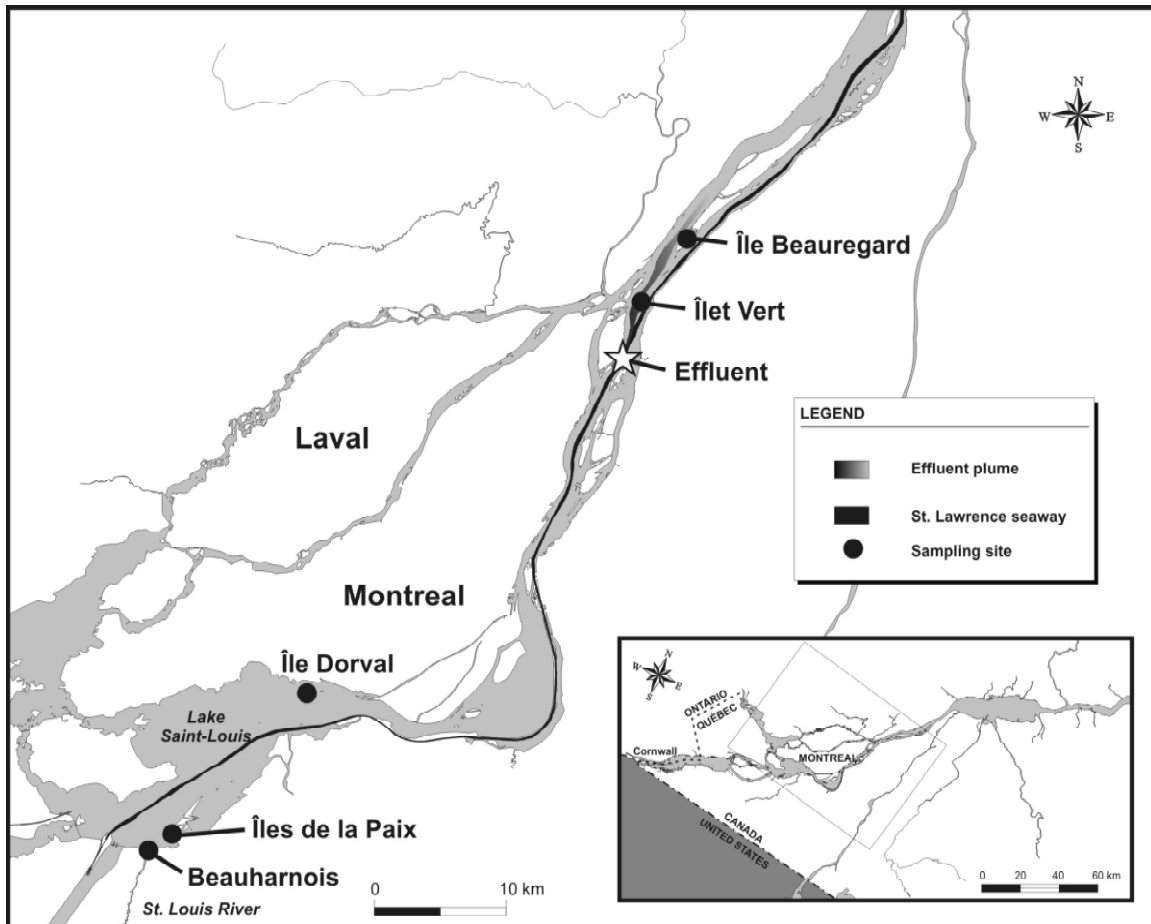 N
W E
S
Île Beauregard
Îlet Vert
Effluent
Laval
LEGEND
Effluent plume
St. Lawrence seaway
Sampling site
Montreal
Île Dorval
Lake
Saint-Louis
Îles de la Paix
Beauharnois
St. Louis River
0 10 km
N
W
E
S
ONTARIO
QUÉBEC
Cornwall
MONTREAL
CANADA
UNITED STATES
0 20 40 60 km